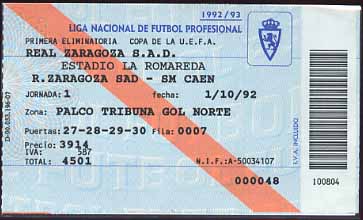 1992/93
LIGA NACIONAL DE FUTBOL PROFESIONAL
PRIMERA ELIMINATORIA COPA DE LA U.E.F.A.
REAL ZARAGOZA S.A.D.
ESTADIO LA ROMAREDA
R.ZARAGOZA SAD - SM CAEN
JORNADA: 1 fecha: 1/10/92
Zona: PALCO TRIBUNA GOL NORTE
Puertas: 27-28-29-30 Fila: 0007
Precio: 3914
IVA: 587
TOTAL: 4501
N.I.F: A-50034107
000048
I.V.A. INCLUIDO
100804